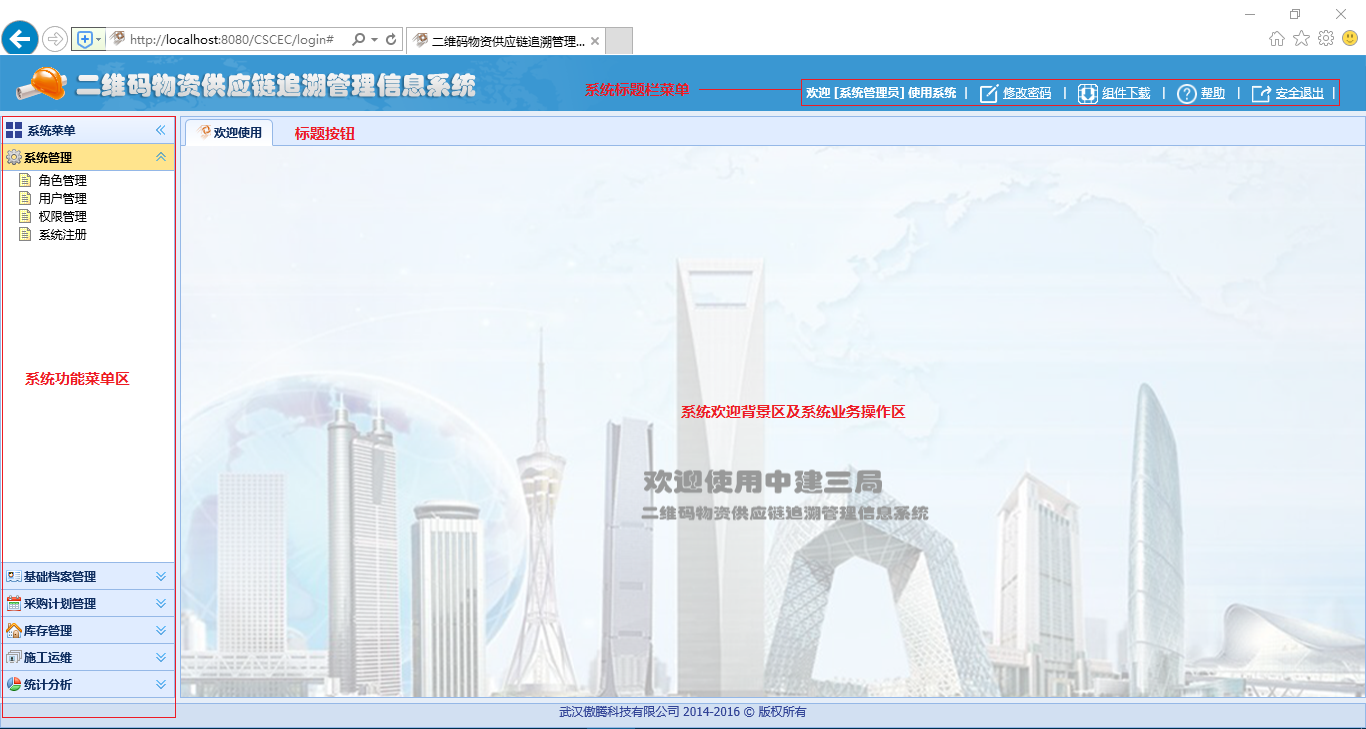 http://localhost:8080/CSCEC/login#
二维码物资供应链追溯管理...
二维码物资供应链追溯管理信息系统
系统标题栏菜单
欢迎 [系统管理员] 使用系统 | 修改密码 | 组件下载 | 帮助 | 安全退出 |
系统菜单
欢迎使用
标题按钮
系统管理
角色管理
用户管理
权限管理
系统注册
系统功能菜单区
系统欢迎背景区及系统业务操作区
欢迎使用中建三局
二维码物资供应链追溯管理信息系统
基础档案管理
采购计划管理
库存管理
施工运维
统计分析
武汉傲腾科技有限公司 2014-2016 © 版权所有